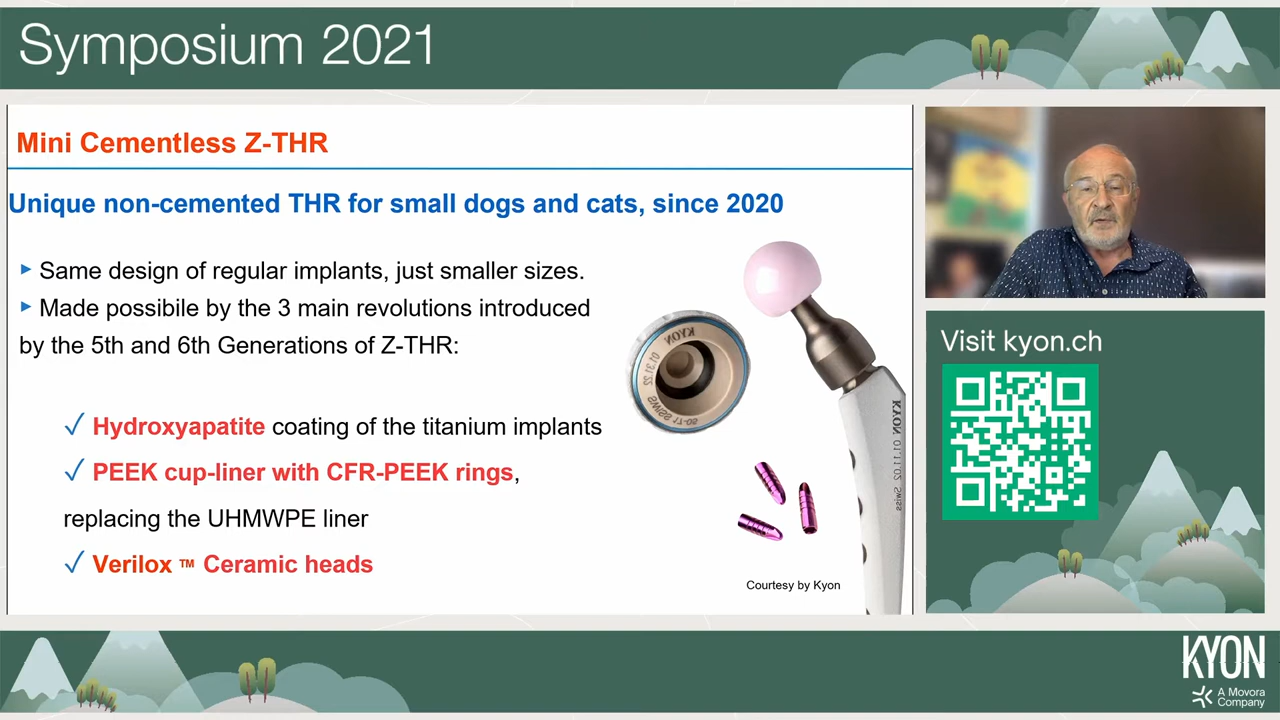 Symposium 2021
Mini Cementless Z-THR
Unique non-cemented THR for small dogs and cats, since 2020
Same design of regular implants, just smaller sizes.
Made possibile by the 3 main revolutions introduced
by the 5th and 6th Generations of Z-THR:
✓ Hydroxyapatite coating of the titanium implants
✓ PEEK cup-liner with CFR-PEEK rings,
replacing the UHMWPE liner
✓ Verilox ™ Ceramic heads
KYON
KYON
Courtesy by Kyon
Visit kyon.ch
KYON
A Movora
Company